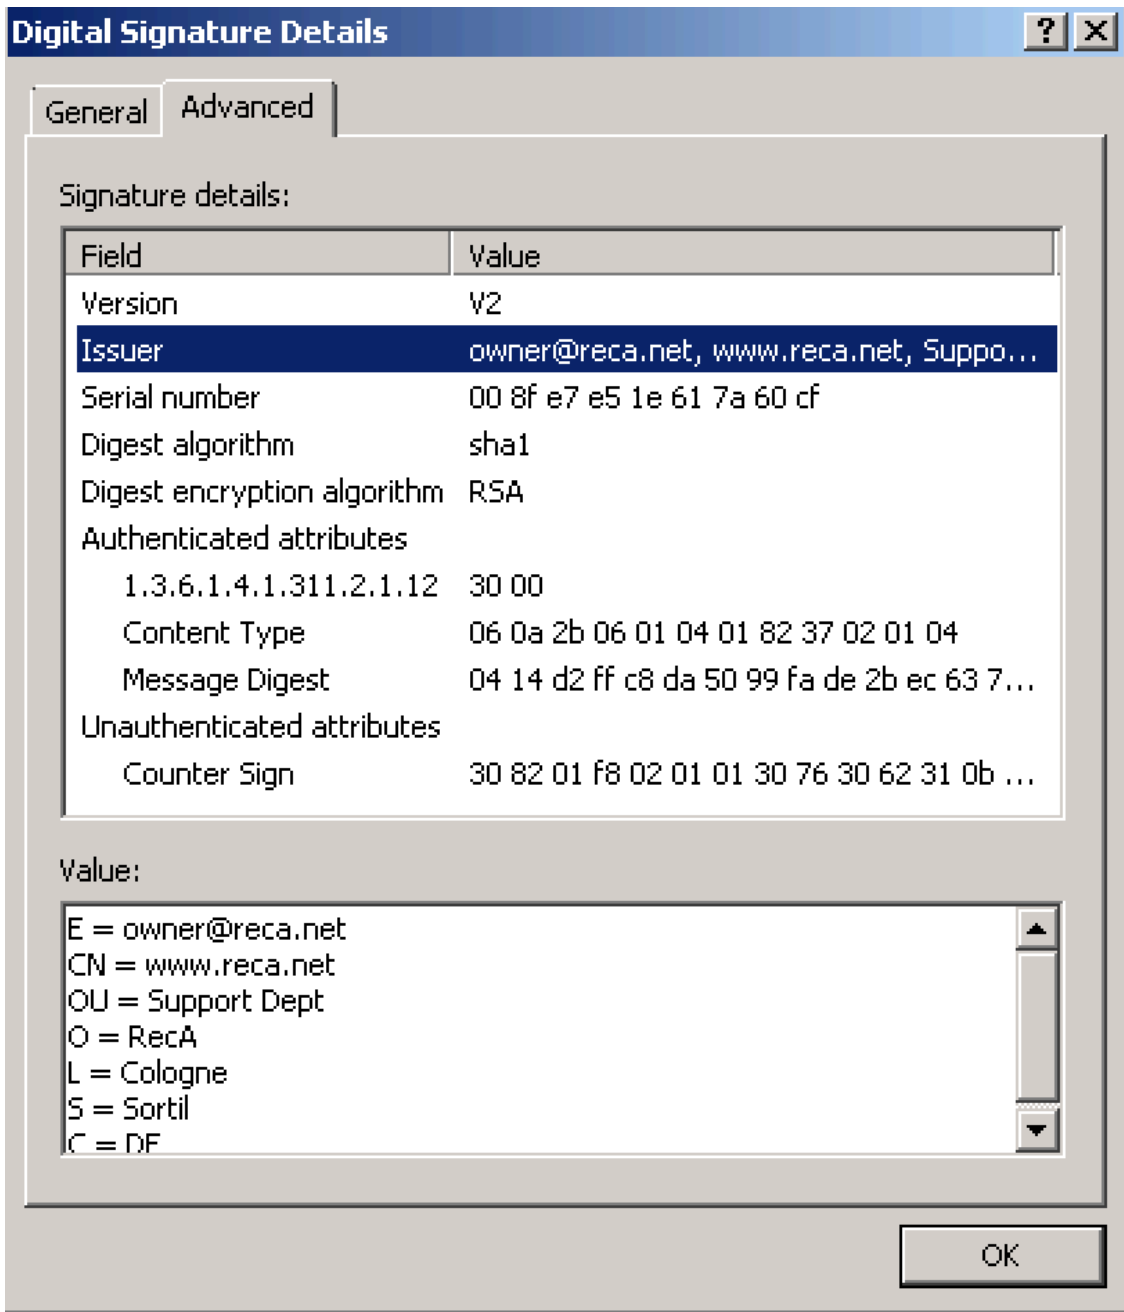 Digital Signature Details
General Advanced
Signature details:
Field Value
Version V2
Issuer owner@reca.net, www.reca.net, Suppo...
Serial number 00 8f e7 e5 1e 61 7a 60 cf
Digest algorithm sha1
Digest encryption algorithm RSA
Authenticated attributes
1.3.6.1.4.1.311.2.1.12 30 00
Content Type 06 0a 2b 06 01 04 01 82 37 02 01 04
Message Digest 04 14 d2 ff c8 da 50 99 fa de 2b ec 63 7...
Unauthenticated attributes
Counter Sign 30 82 01 f8 02 01 01 30 76 30 62 31 0b ...
Value:
E = owner@reca.net
CN = www.reca.net
OU = Support Dept
O = RecA
L = Cologne
S = Sortil
C = DE
OK